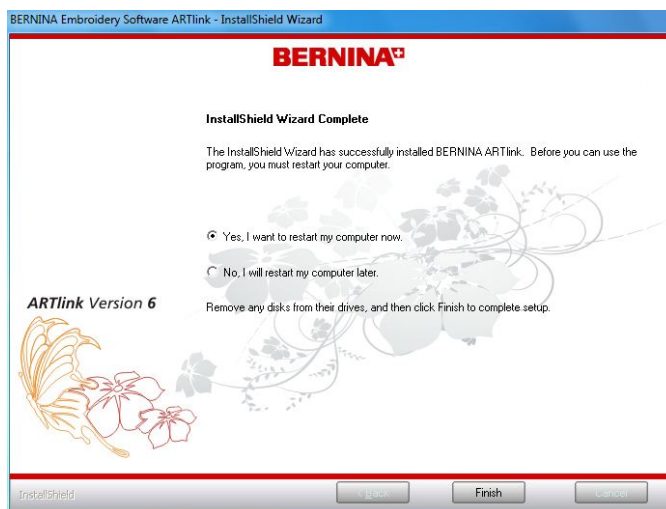 BERNINA Embroidery Software ARTlink - InstallShield Wizard
BERNINA
InstallShield Wizard Complete
The InstallShield Wizard has successfully installed BERNINA ARTlink. Before you can use the
program, you must restart your computer.
Yes, I want to restart my computer now.
No, I will restart my computer later.
ARTlink Version 6
Remove any disks from their drives, and then click Finish to complete setup.
InstallShield
< Back
Finish
Cancel